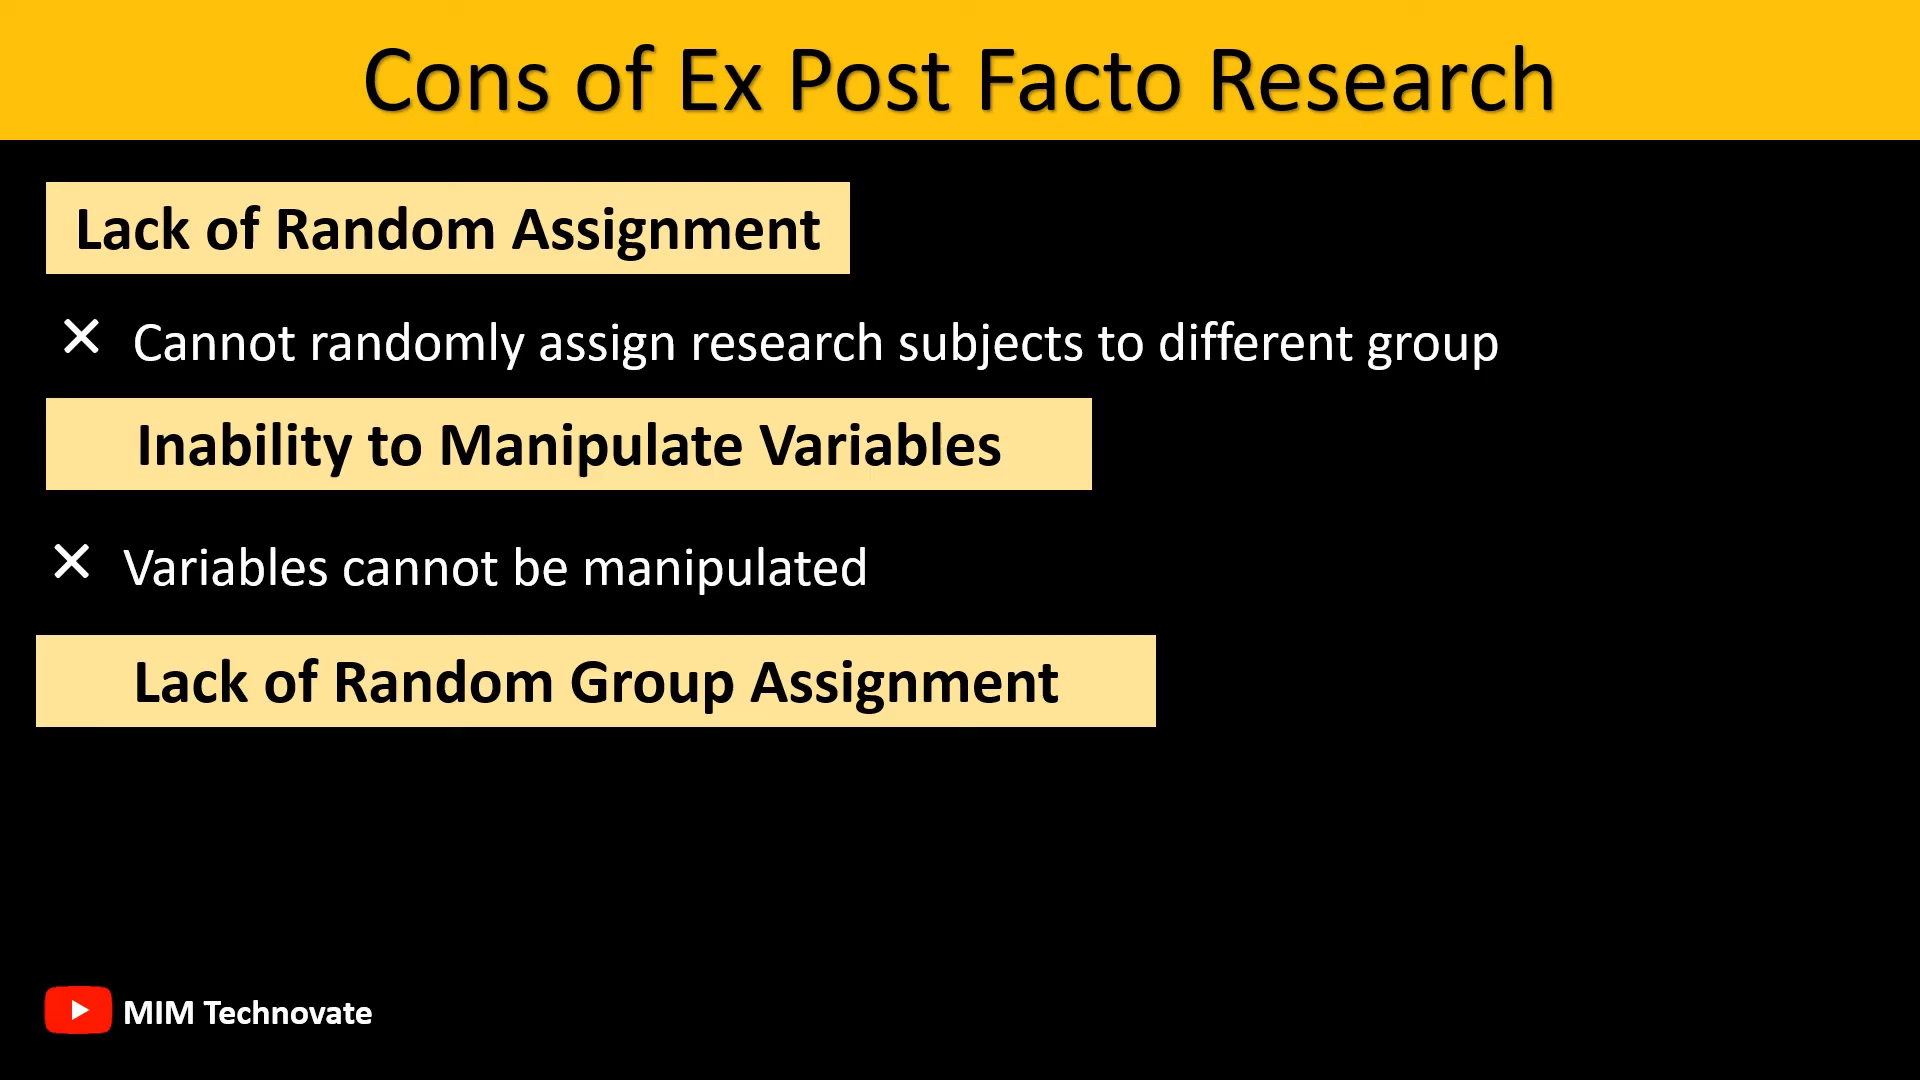 Cons of Ex Post Facto Research
Lack of Random Assignment
✕ Cannot randomly assign research subjects to different group
Inability to Manipulate Variables
✕ Variables cannot be manipulated
Lack of Random Group Assignment
MIM Technovate